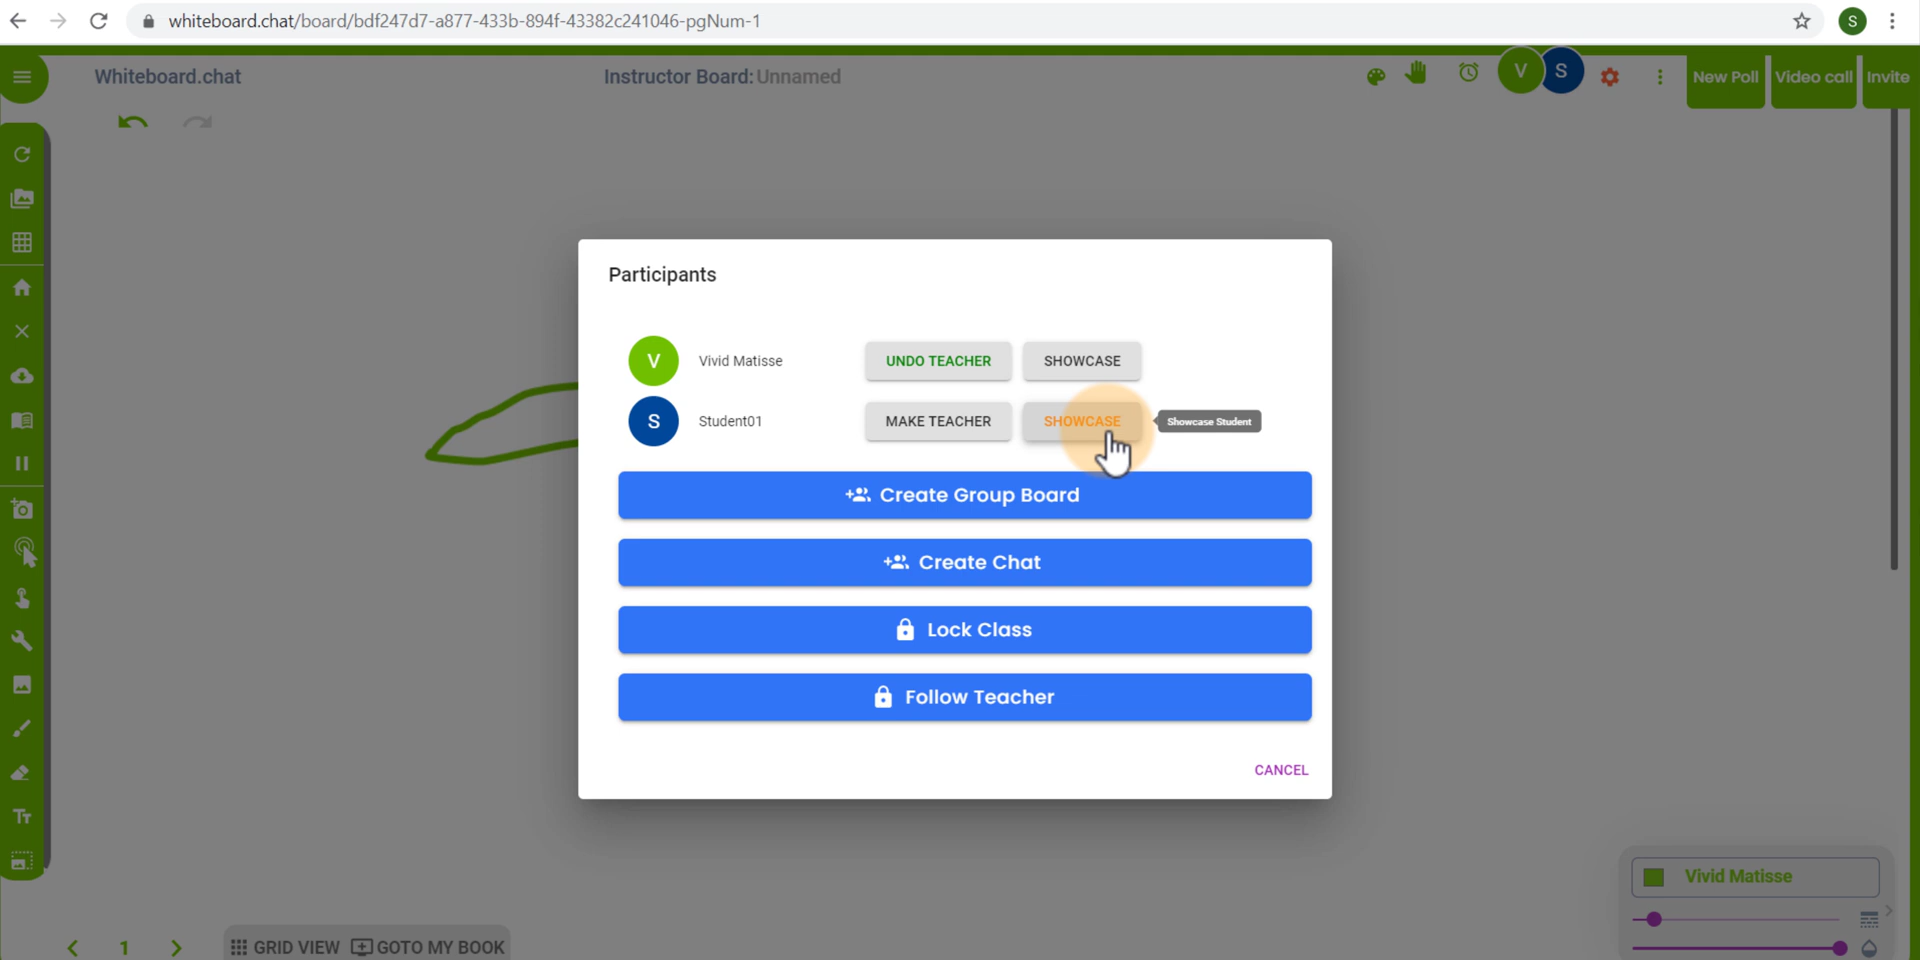 whiteboard.chat/board/bdf247d7-a877-433b-894f-43382c241046-pgNum-1
S
Whiteboard.chat
Instructor Board: Unnamed
V
S
New Poll
Video call
Invite
Participants
V
Vivid Matisse
UNDO TEACHER
SHOWCASE
S
Student01
MAKE TEACHER
SHOWCASE
Showcase Student
Create Group Board
Create Chat
Lock Class
Follow Teacher
CANCEL
Tт
Vivid Matisse
1
GRID VIEW
GOTO MY BOOK